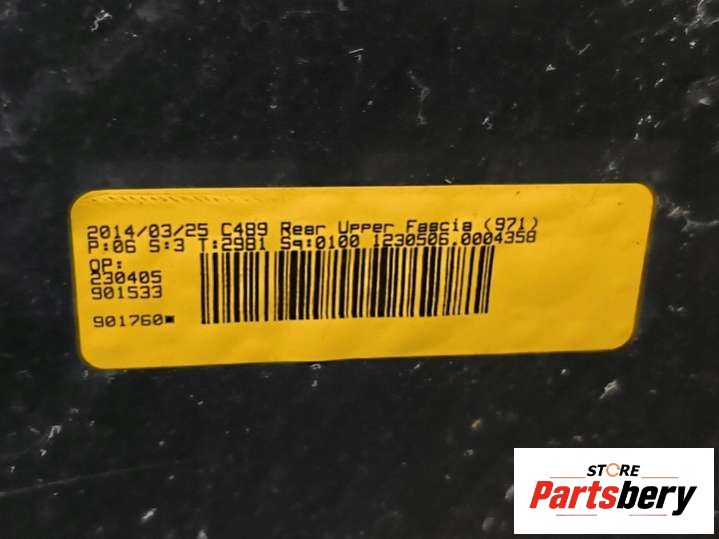 2014/03/25 C489 Rear Upper Fascia (971)
P:06 S:3 T:2981 Sq:0100 1230506.0004358
OP:
230405
901533
901760
STORE
Partsbery